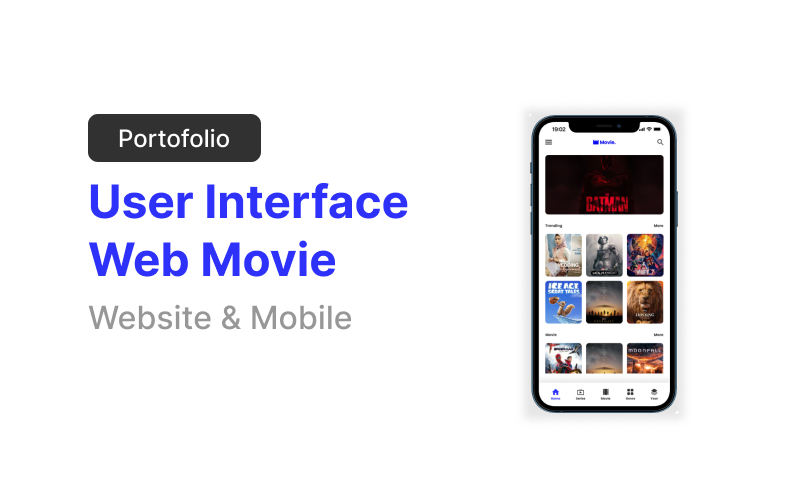 Portofolio
User Interface
Web Movie
Website & Mobile
19:02
Movie.
BATMAN
Trending
More
ICE AGE
SCRAT TALES
Movie
More
MOONFALL
Home
Series
Movie
Genre
Year